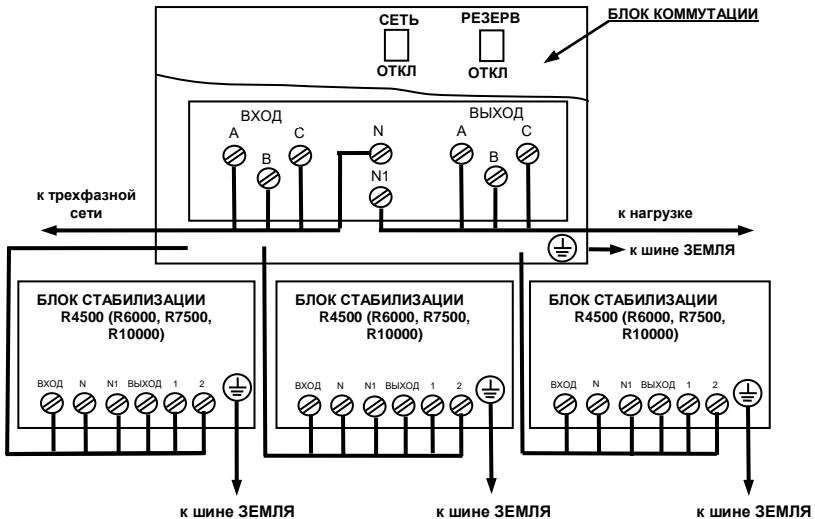 СЕТЬ
РЕЗЕРВ
БЛОК КОММУТАЦИИ
ОТКЛ
ОТКЛ
ВХОД
ВЫХОД
A
B
C
N
A
B
C
N1
к трехфазной
сети
к нагрузке
к шине ЗЕМЛЯ
БЛОК СТАБИЛИЗАЦИИ
R4500 (R6000, R7500,
R10000)
ВХОД N N1 ВЫХОД 1 2
к шине ЗЕМЛЯ
БЛОК СТАБИЛИЗАЦИИ
R4500 (R6000, R7500,
R10000)
ВХОД N N1 ВЫХОД 1 2
к шине ЗЕМЛЯ
БЛОК СТАБИЛИЗАЦИИ
R4500 (R6000, R7500,
R10000)
ВХОД N N1 ВЫХОД 1 2
к шине ЗЕМЛЯ